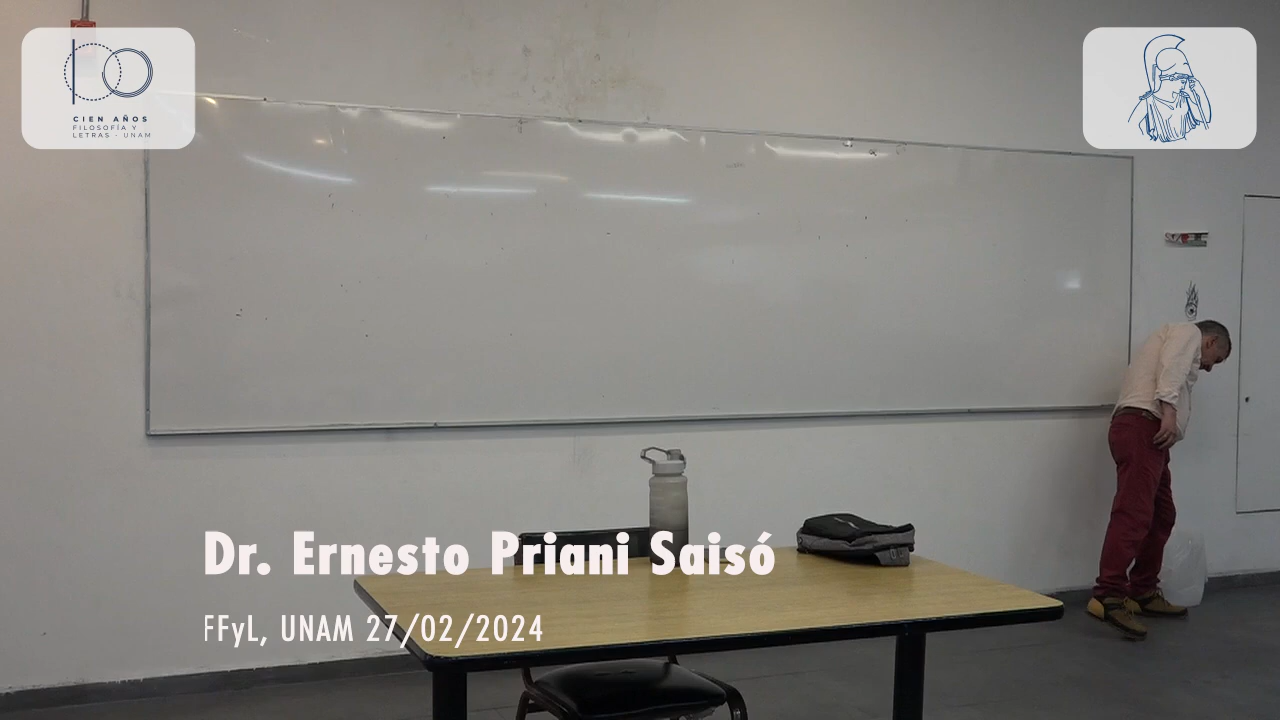 CIEN AÑOS
FILOSOFÍA Y
LETRAS · UNAM
Dr. Ernesto Priani Saisó
FFyL, UNAM 27/02/2024